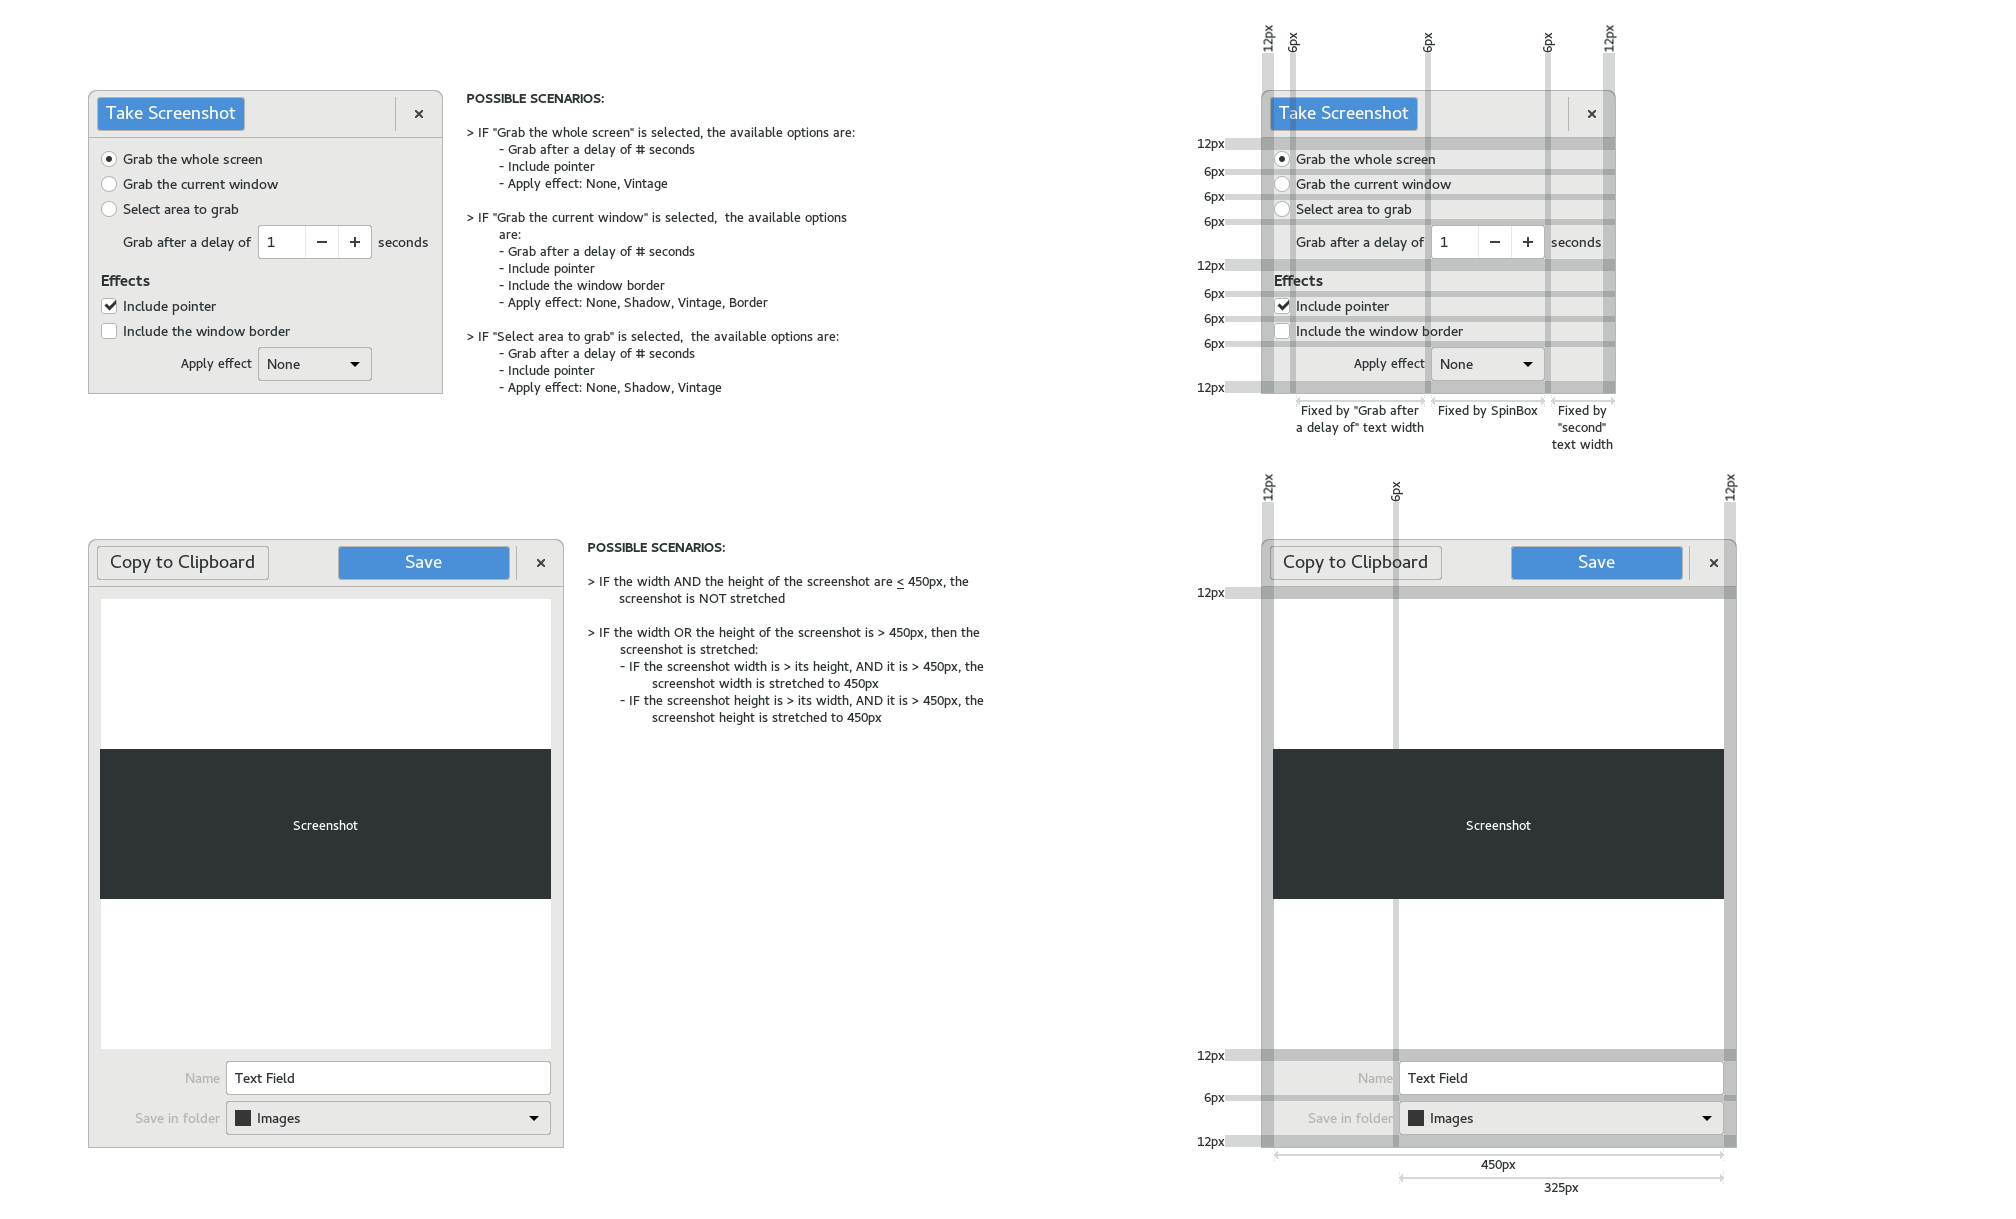 Take Screenshot
×
Grab the whole screen
Grab the current window
Select area to grab
Grab after a delay of 1 − + seconds
Effects
Include pointer
Include the window border
Apply effect None
POSSIBLE SCENARIOS:
> IF "Grab the whole screen" is selected, the available options are:
- Grab after a delay of # seconds
- Include pointer
- Apply effect: None, Vintage
> IF "Grab the current window" is selected, the available options
are:
- Grab after a delay of # seconds
- Include pointer
- Include the window border
- Apply effect: None, Shadow, Vintage, Border
> IF "Select area to grab" is selected, the available options are:
- Grab after a delay of # seconds
- Include pointer
- Apply effect: None, Shadow, Vintage
12px
6px
6px
6px
12px
Take Screenshot
×
12px
Grab the whole screen
6px
Grab the current window
6px
Select area to grab
6px
Grab after a delay of 1 − + seconds
12px
Effects
6px
Include pointer
6px
Include the window border
6px
Apply effect None
12px
Fixed by "Grab after
a delay of" text width
Fixed by SpinBox
Fixed by
"second"
text width
Copy to Clipboard
Save
×
Screenshot
Name Text Field
Save in folder Images
POSSIBLE SCENARIOS:
> IF the width AND the height of the screenshot are < 450px, the
screenshot is NOT stretched
> IF the width OR the height of the screenshot is > 450px, then the
screenshot is stretched:
- IF the screenshot width is > its height, AND it is > 450px, the
screenshot width is stretched to 450px
- IF the screenshot height is > its width, AND it is > 450px, the
screenshot height is stretched to 450px
12px
6px
12px
Copy to Clipboard
Save
×
12px
Screenshot
12px
Name Text Field
6px
Save in folder Images
12px
450px
325px